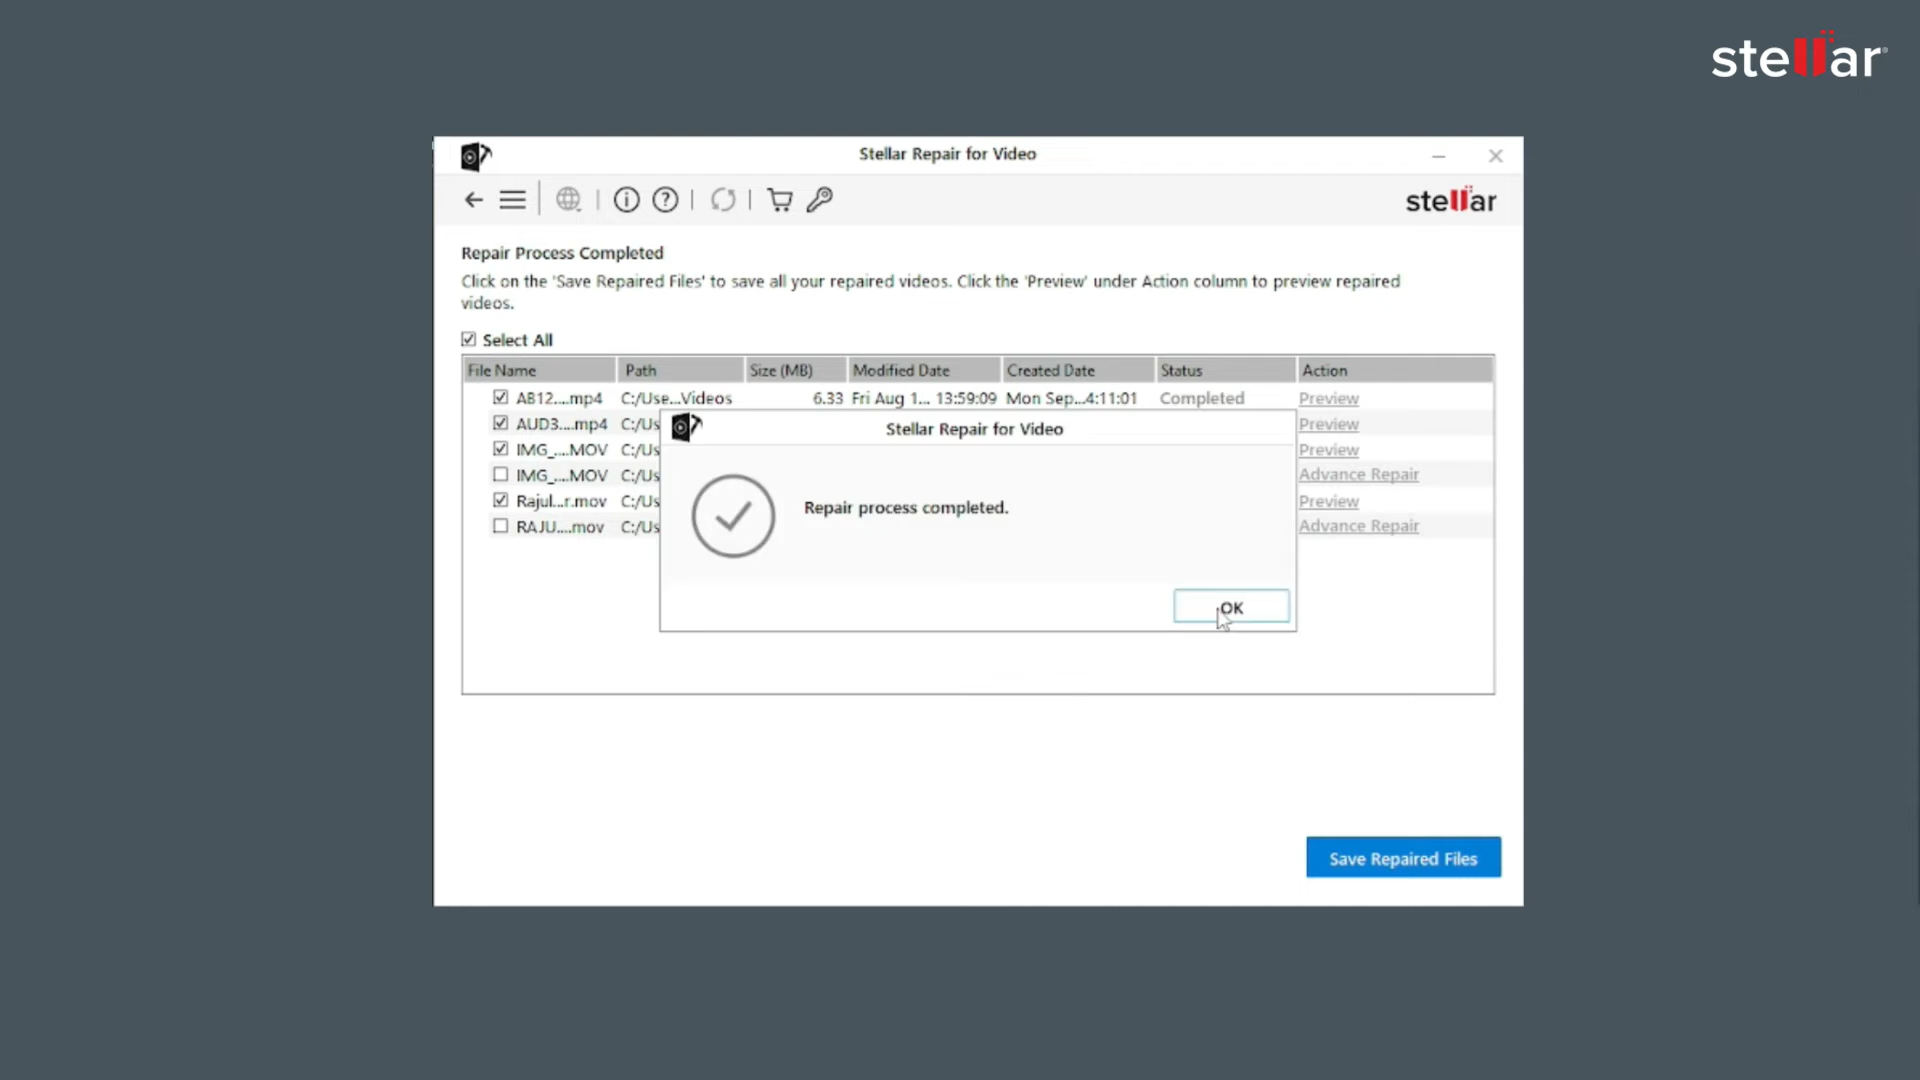 stellar
Stellar Repair for Video
stellar
Repair Process Completed
Click on the 'Save Repaired Files' to save all your repaired videos. Click the 'Preview' under Action column to preview repaired
videos.
Select All
File Name Path Size (MB) Modified Date Created Date Status Action
AB12....mp4 C:/Use...Videos 6.33 Fri Aug 1... 13:59:09 Mon Sep...4:11:01 Completed Preview
AUD3....mp4 C:/Us Preview
IMG_....MOV C:/Us Preview
IMG_....MOV C:/Us Advance Repair
Rajul...r.mov C:/Us Preview
RAJU....mov C:/Us Advance Repair
Stellar Repair for Video
Repair process completed.
OK
Save Repaired Files